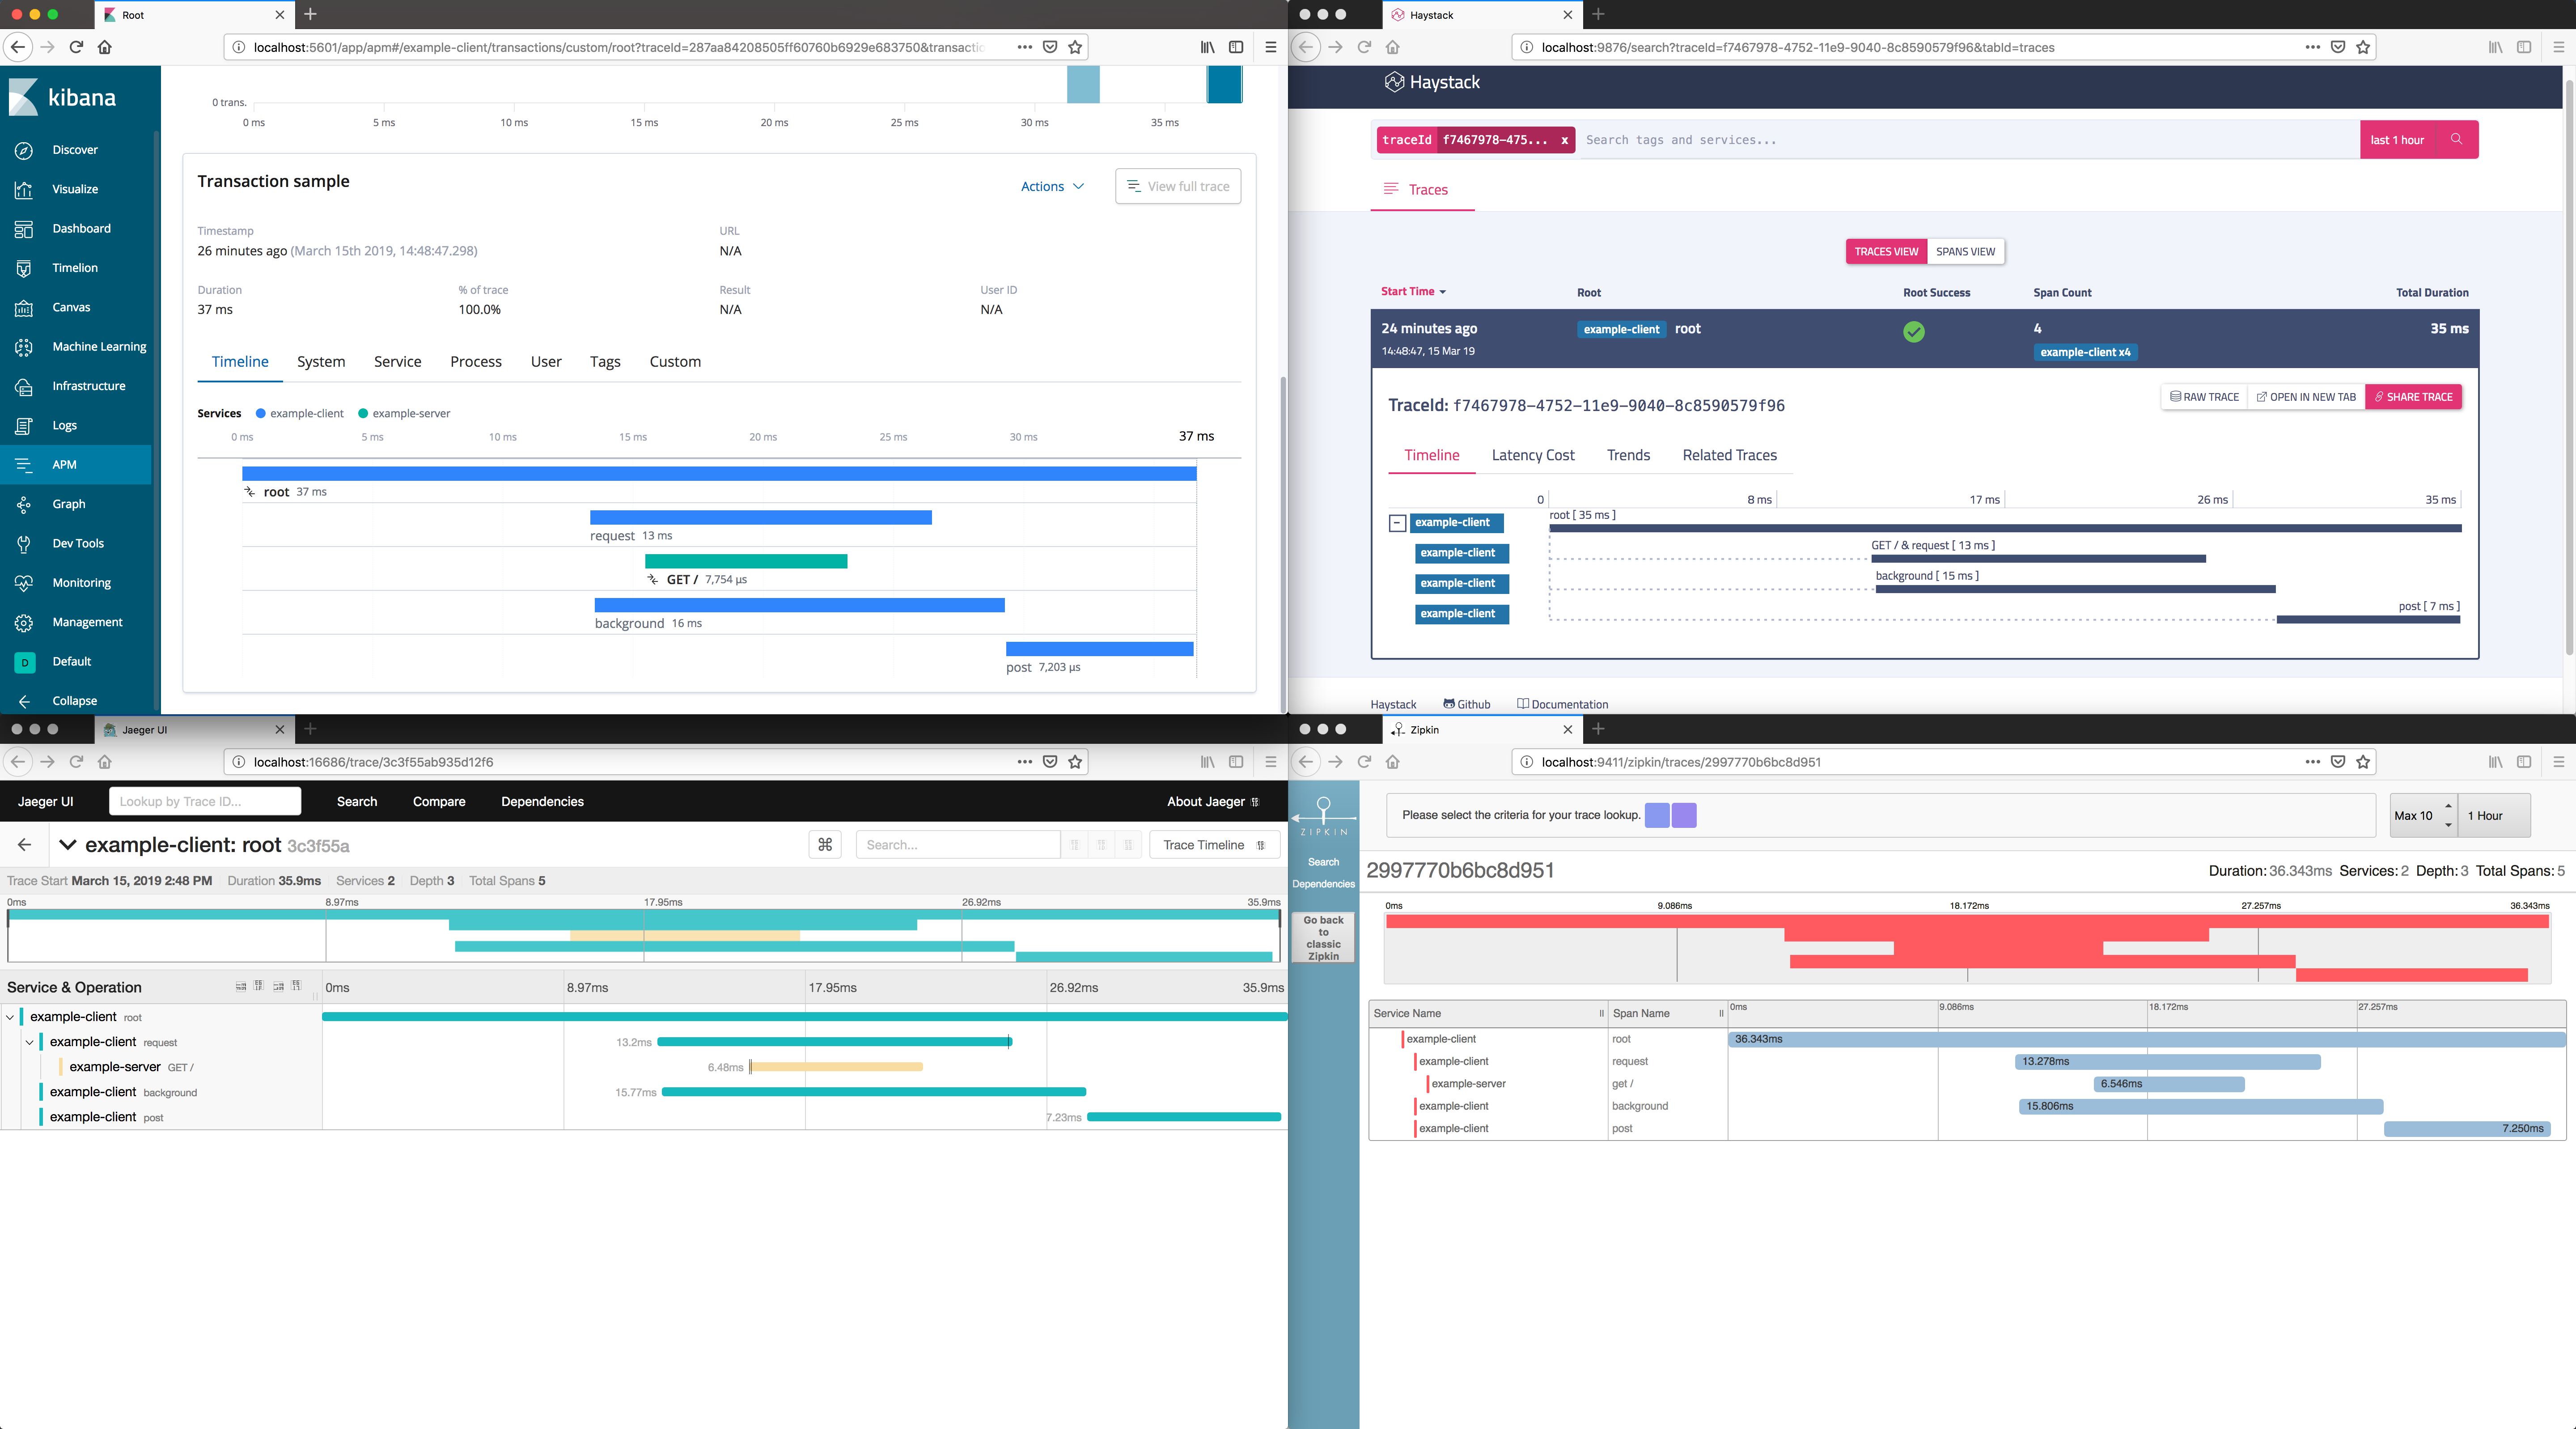 Root
localhost:5601/app/apm#/example-client/transactions/custom/root?traceId=287aa84208505ff60760b6929e683750&transactic
kibana
Discover
Visualize
Dashboard
Timelion
Canvas
Machine Learning
Infrastructure
Logs
APM
Graph
Dev Tools
Monitoring
Management
D Default
Collapse
0 trans.
0 ms 5 ms 10 ms 15 ms 20 ms 25 ms 30 ms 35 ms
Transaction sample
Actions
View full trace
Timestamp URL
26 minutes ago (March 15th 2019, 14:48:47.298) N/A
Duration % of trace Result User ID
37 ms 100.0% N/A N/A
Timeline System Service Process User Tags Custom
Services example-client example-server
0 ms 5 ms 10 ms 15 ms 20 ms 25 ms 30 ms 37 ms
root 37 ms
request 13 ms
GET / 7,754 μs
background 16 ms
post 7,203 μs
Haystack
localhost:9876/search?traceId=f7467978-4752-11e9-9040-8c8590579f96&tabId=traces
Haystack
traceId f7467978-475... x Search tags and services... last 1 hour
Traces
TRACES VIEW SPANS VIEW
Start Time Root Root Success Span Count Total Duration
24 minutes ago example-client root 4 35 ms
14:48:47, 15 Mar 19 example-client x4
TraceId: f7467978-4752-11e9-9040-8c8590579f96
RAW TRACE OPEN IN NEW TAB SHARE TRACE
Timeline Latency Cost Trends Related Traces
0 8 ms 17 ms 26 ms 35 ms
example-client root [ 35 ms ]
example-client GET / & request [ 13 ms ]
example-client background [ 15 ms ]
example-client post [ 7 ms ]
Haystack Github Documentation
Jaeger UI
localhost:16686/trace/3c3f55ab935d12f6
Jaeger UI Lookup by Trace ID... Search Compare Dependencies About Jaeger
example-client: root 3c3f55a
⌘ Search... Trace Timeline
Trace Start March 15, 2019 2:48 PM Duration 35.9ms Services 2 Depth 3 Total Spans 5
0ms 8.97ms 17.95ms 26.92ms 35.9ms
Service & Operation 0ms 8.97ms 17.95ms 26.92ms 35.9ms
example-client root
example-client request 13.2ms
example-server GET / 6.48ms
example-client background 15.77ms
example-client post 7.23ms
Zipkin
localhost:9411/zipkin/traces/2997770b6bc8d951
ZIPKIN
Search
Dependencies
Go back
to
classic
Zipkin
Please select the criteria for your trace lookup. Max 10 1 Hour
2997770b6bc8d951 Duration: 36.343ms Services: 2 Depth: 3 Total Spans: 5
0ms 9.086ms 18.172ms 27.257ms 36.343ms
Service Name Span Name 0ms 9.086ms 18.172ms 27.257ms
example-client root 36.343ms
example-client request 13.278ms
example-server get / 6.546ms
example-client background 15.806ms
example-client post 7.250ms